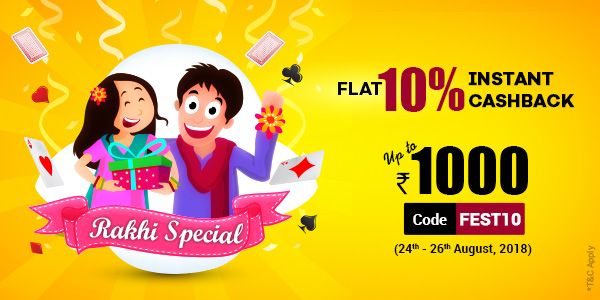 Rakhi Special
FLAT 10% INSTANT
CASHBACK
Up to
₹ 1000
Code FEST10
(24th - 26th August, 2018)
*T&C Apply